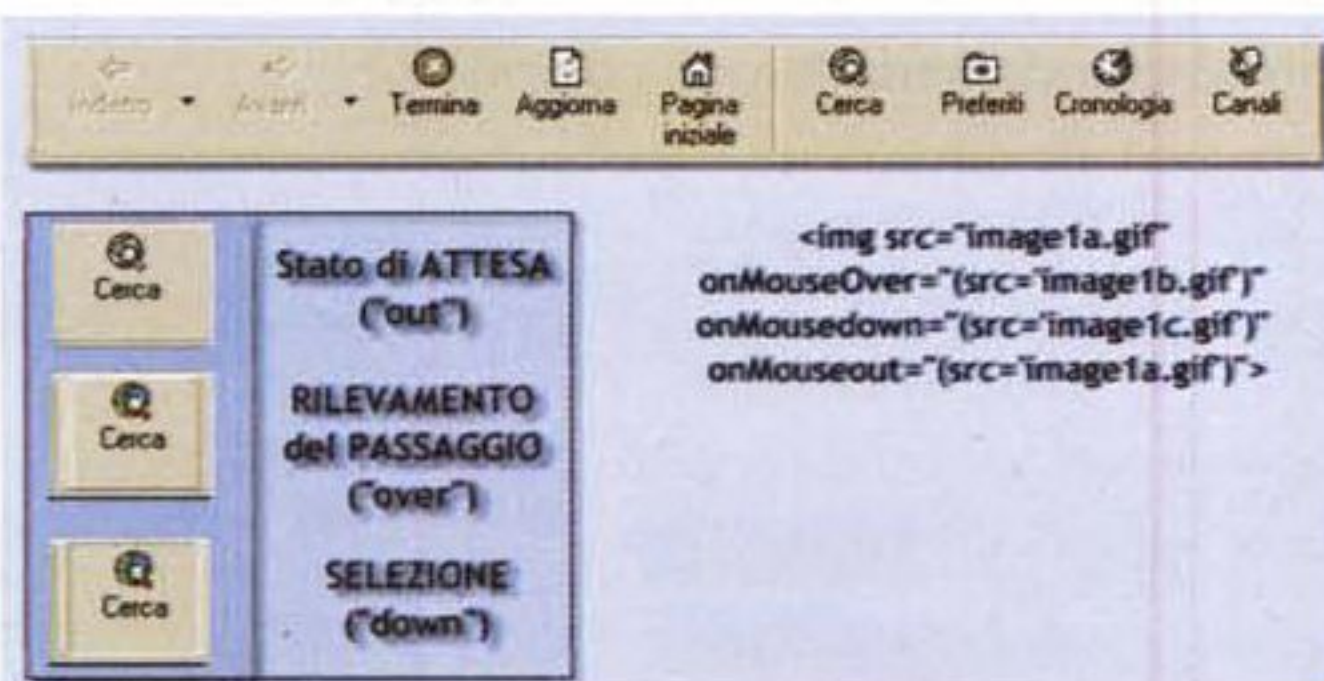 Indietro
Avanti
Termina
Aggiorna
Pagina
iniziale
Cerca
Preferiti
Cronologia
Canali
Cerca
Stato di ATTESA
("out")
Cerca
RILEVAMENTO
del PASSAGGIO
("over")
Cerca
SELEZIONE
("down")
<img src="image1a.gif"
onMouseOver="(src='image1b.gif')"
onMousedown="(src='image1c.gif')"
onMouseout="(src='image1a.gif')">